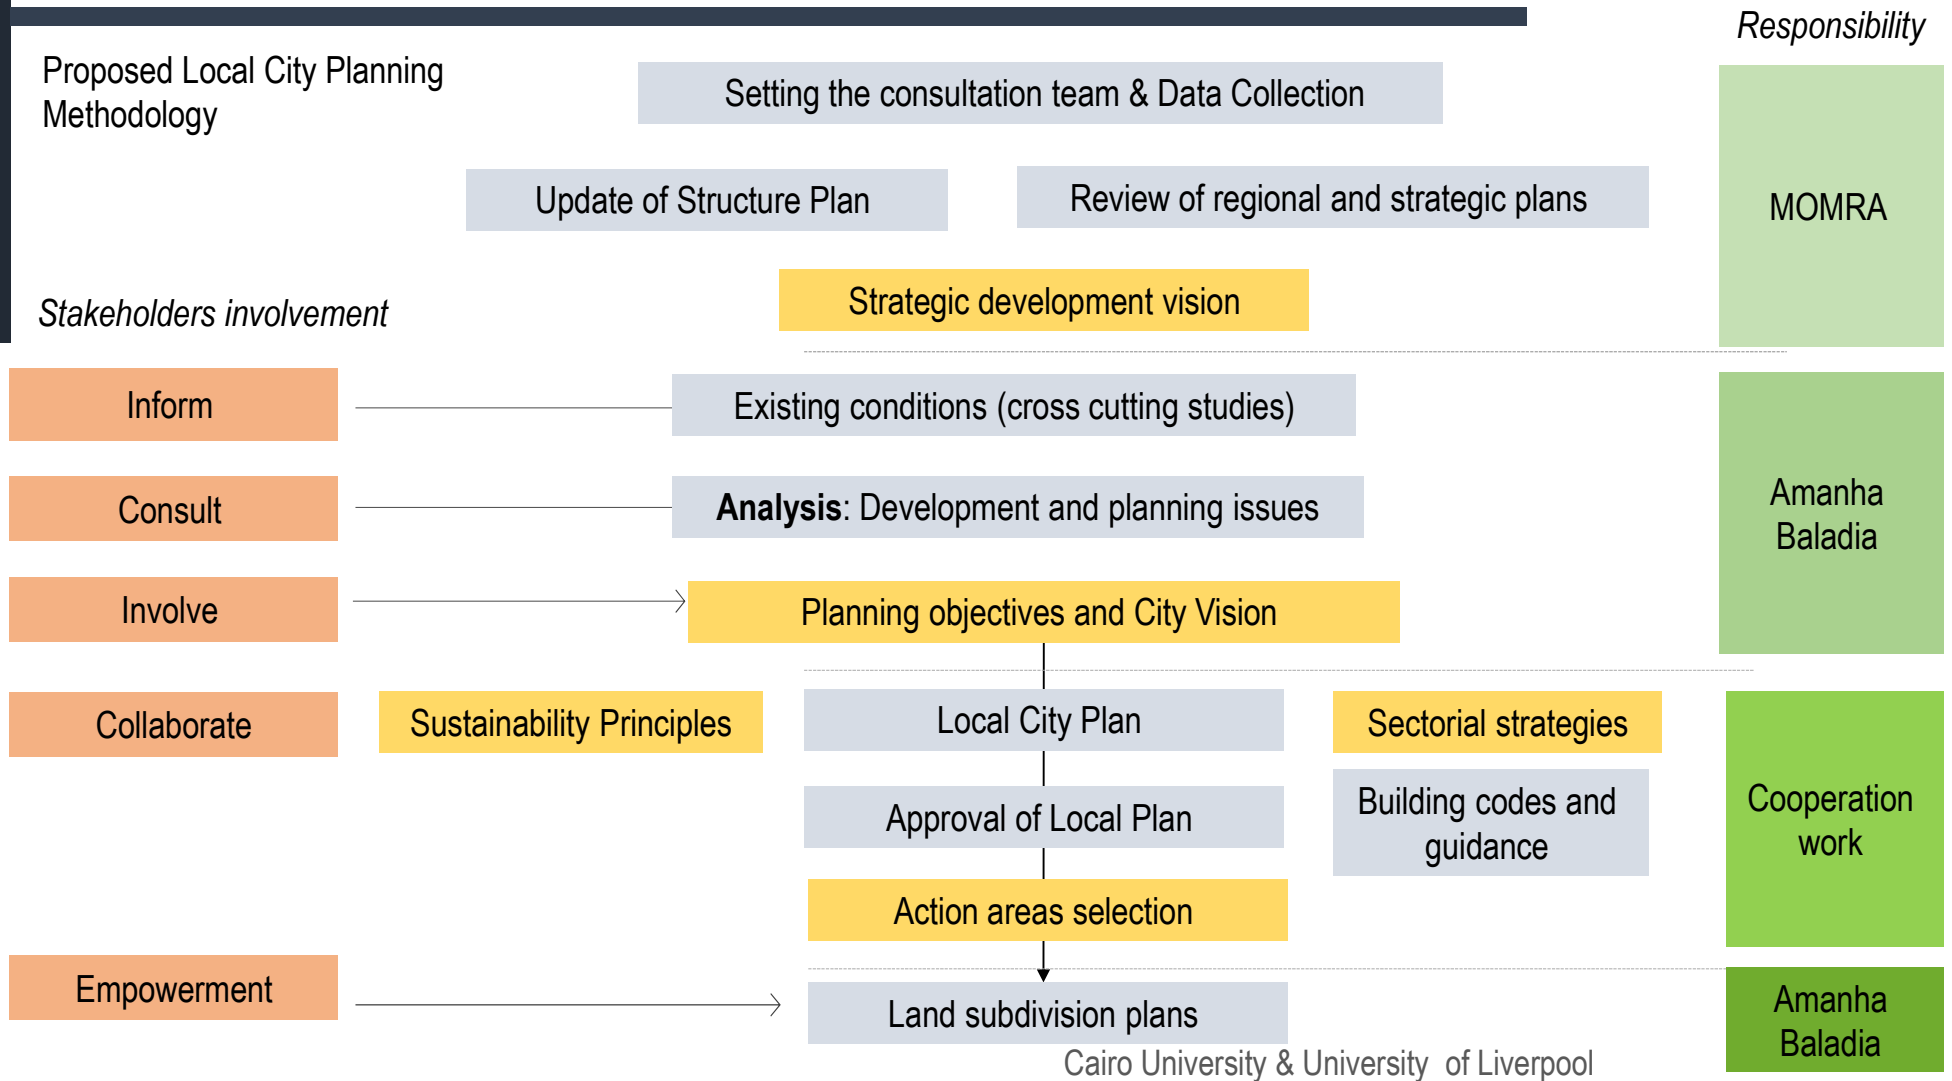 Responsibility
Proposed Local City Planning
Methodology
Setting the consultation team & Data Collection
Update of Structure Plan
Review of regional and strategic plans
MOMRA
Strategic development vision
Stakeholders involvement
Inform
Existing conditions (cross cutting studies)
Consult
Analysis: Development and planning issues
Amanha
Baladia
Involve
Planning objectives and City Vision
Collaborate
Sustainability Principles
Local City Plan
Sectorial strategies
Approval of Local Plan
Building codes and
guidance
Cooperation
work
Action areas selection
Empowerment
Land subdivision plans
Amanha
Baladia
Cairo University & University of Liverpool